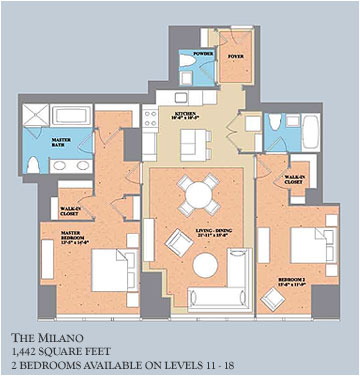 POWDER
FOYER
KITCHEN
10'-0" x 10'-5"
MASTER
BATH
WALK-IN
CLOSET
WALK-IN
CLOSET
MASTER
BEDROOM
13'-5" x 14'-0"
LIVING - DINING
21'-11" x 15'-8"
BEDROOM 2
15'-0" x 11'-9"
THE MILANO
1,442 SQUARE FEET
2 BEDROOMS AVAILABLE ON LEVELS 11 - 18